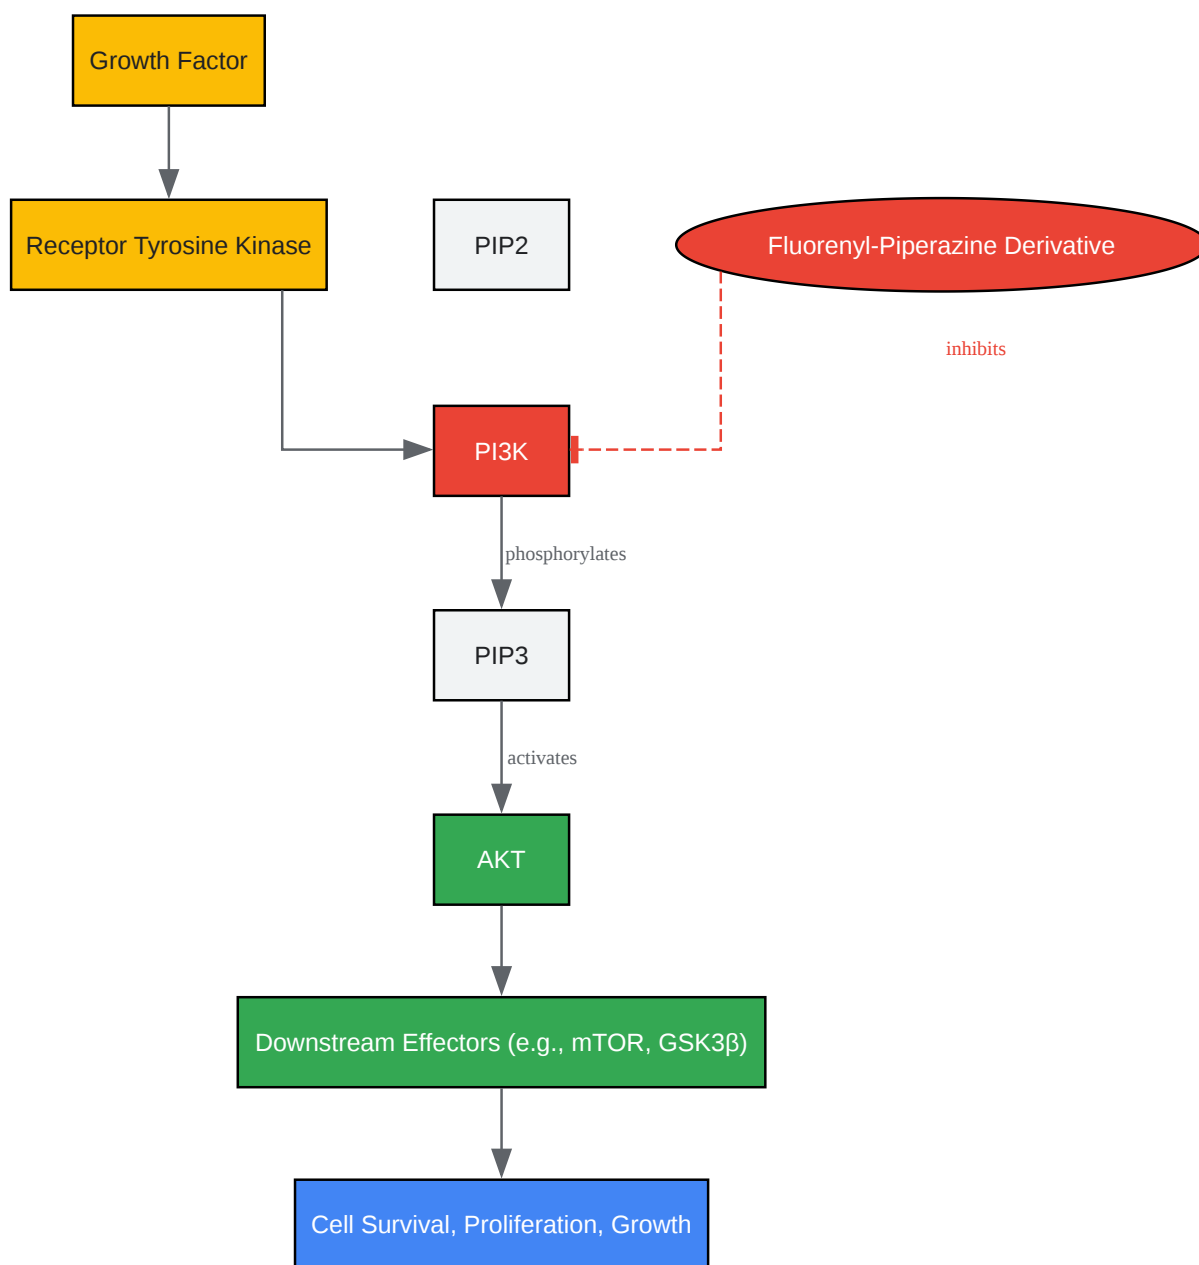 Growth Factor
Receptor Tyrosine Kinase
PIP2
Fluorenyl-Piperazine Derivative
inhibits
PI3K
phosphorylates
PIP3
activates
AKT
Downstream Effectors (e.g., mTOR, GSK3β)
Cell Survival, Proliferation, Growth